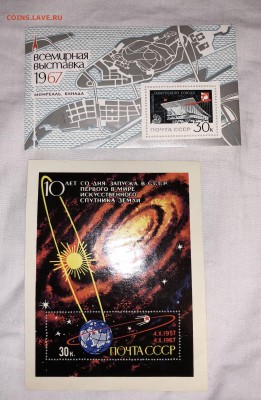 COINS.LAVE.RU
всемирная
выставка
1967
МОНРЕАЛЬ, КАНАДА
30К
ПОЧТА СССР
10 ЛЕТ СО ДНЯ ЗАПУСКА В СССР
ПЕРВОГО В МИРЕ
ИСКУССТВЕННОГО
СПУТНИКА ЗЕМЛИ
4.X.1957
4.X.1967
30к.
ПОЧТА СССР